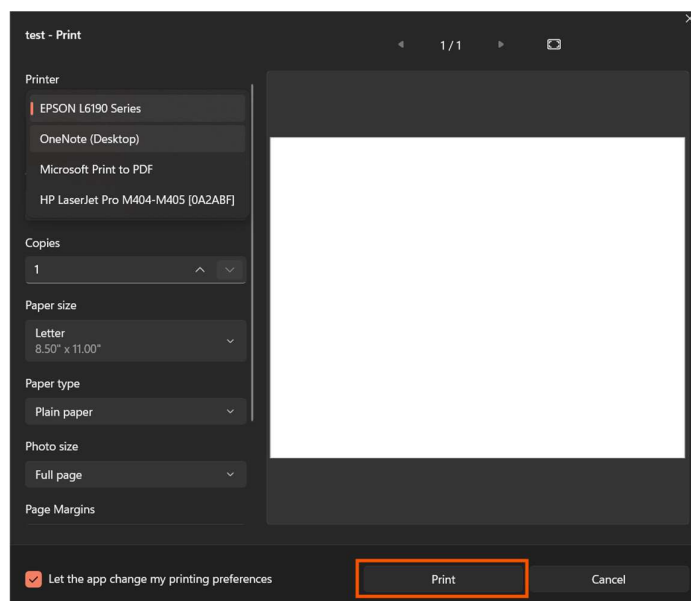 test - Print
1 / 1
Printer
EPSON L6190 Series
OneNote (Desktop)
Microsoft Print to PDF
HP LaserJet Pro M404-M405 [0A2ABF]
Copies
1
Paper size
Letter
8.50" x 11.00"
Paper type
Plain paper
Photo size
Full page
Page Margins
Let the app change my printing preferences
Print
Cancel